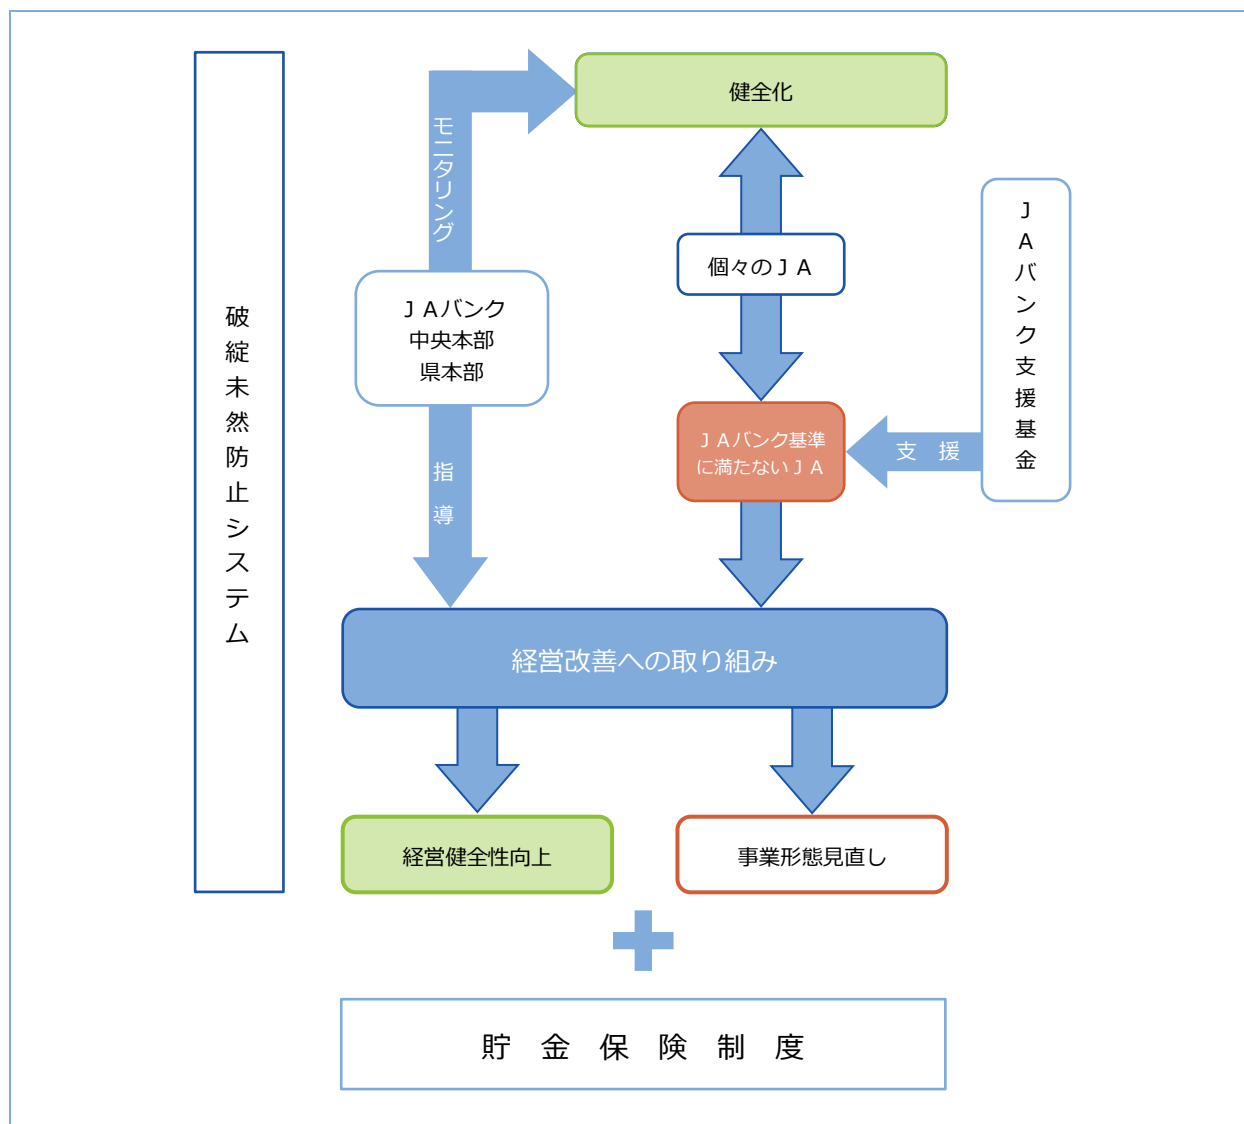 破綻未然防止システム
健全化
モニタリング
ＪＡバンク支援基金
個々のＪＡ
ＪＡバンク
中央本部
県本部
ＪＡバンク基準
に満たないＪＡ
支　援
指　導
経営改善への取り組み
経営健全性向上
事業形態見直し
貯　金　保　険　制　度